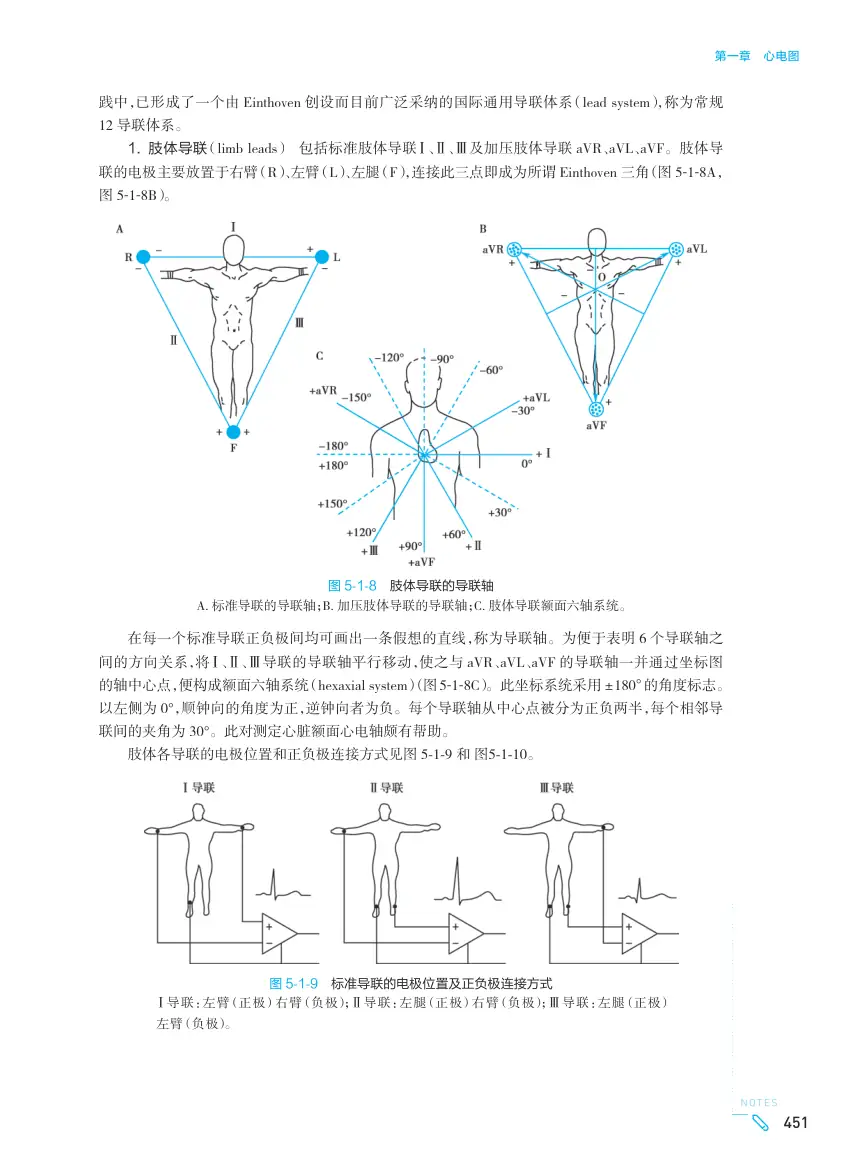 第一章 心电图
践中,已形成了一个由 Einthoven 创设而目前广泛采纳的国际通用导联体系(lead system),称为常规
12 导联体系。
1. 肢体导联(limb leads) 包括标准肢体导联Ⅰ、Ⅱ、Ⅲ及加压肢体导联 aVR、aVL、aVF。肢体导
联的电极主要放置于右臂(R)、左臂(L)、左腿(F),连接此三点即成为所谓 Einthoven 三角(图 5-1-8A,
图 5-1-8B)。
A
Ⅰ
R
−
+
L
−
−
Ⅱ
Ⅲ
+
+
F
B
aVR
aVL
+
+
O
−
−
+
aVF
C
−120°
−90°
−60°
+aVR
−150°
+aVL
−30°
−180°
+180°
+Ⅰ
0°
+150°
+30°
+120°
+Ⅲ
+90°
+60°
+Ⅱ
+aVF
图 5-1-8 肢体导联的导联轴
A. 标准导联的导联轴;B. 加压肢体导联的导联轴;C. 肢体导联额面六轴系统。
在每一个标准导联正负极间均可画出一条假想的直线,称为导联轴。为便于表明 6 个导联轴之
间的方向关系,将Ⅰ、Ⅱ、Ⅲ导联的导联轴平行移动,使之与 aVR、aVL、aVF 的导联轴一并通过坐标图
的轴中心点,便构成额面六轴系统(hexaxial system)(图5-1-8C)。此坐标系统采用 ±180°的角度标志。
以左侧为 0°,顺钟向的角度为正,逆钟向者为负。每个导联轴从中心点被分为正负两半,每个相邻导
联间的夹角为 30°。此对测定心脏额面心电轴颇有帮助。
肢体各导联的电极位置和正负极连接方式见图 5-1-9 和 图5-1-10。
Ⅰ导联
Ⅱ导联
Ⅲ导联
+
−
+
−
+
−
图 5-1-9 标准导联的电极位置及正负极连接方式
Ⅰ导联:左臂(正极)右臂(负极);Ⅱ导联:左腿(正极)右臂(负极);Ⅲ导联:左腿(正极)
左臂(负极)。
NOTES
451